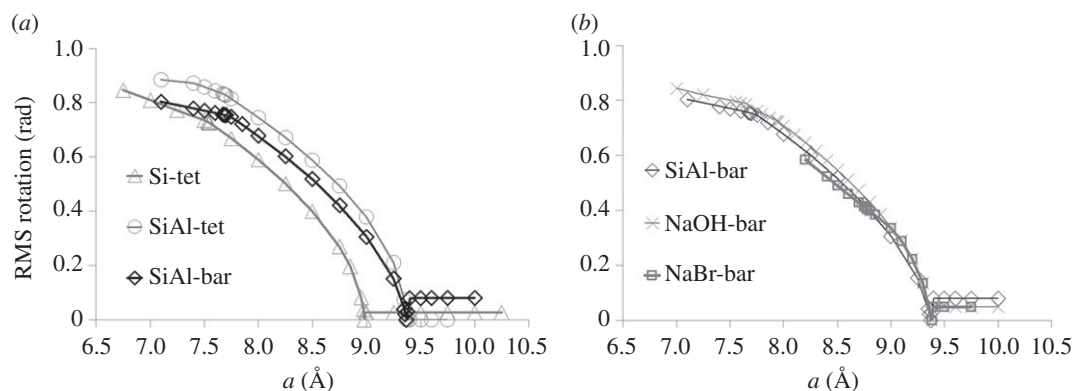 (a)
1.0
0.8
0.6
0.4
0.2
0
RMS rotation (rad)
Si-tet
SiAl-tet
SiAl-bar
6.5 7.0 7.5 8.0 8.5 9.0 9.5 10.0 10.5
a (Å)
(b)
1.0
0.8
0.6
0.4
0.2
0
SiAl-bar
NaOH-bar
NaBr-bar
6.5 7.0 7.5 8.0 8.5 9.0 9.5 10.0 10.5
a (Å)